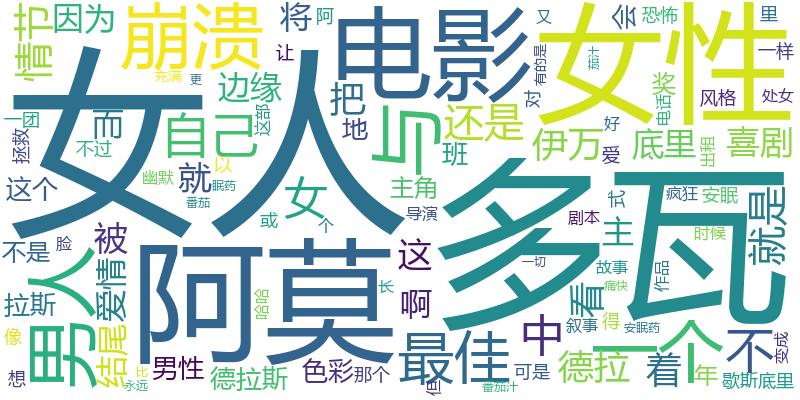 情节
因为
崩溃
将
阿
电影
又
有的是
会
恐怖
里
女性
一样
让
充满
更
一团
而
边缘
这部
把
地
与
对
奖
电话
风格
茄汁
处女
拯救
不过
自己
还是
好
伊万
爱
底里
出租
喜剧
女人
这个
幽默
就
以
眠药
番茄
女
主角
班
多瓦
式
疯狂
安眠
就是
不是
脸
被
或
个
导演
剧本
主
时候
男人
爱情
阿莫
这
看
故事
作品
拉斯
哈哈
长
啊
一切
中
叙事
痛快
一个
不
变成
像
结尾
男性
色彩
那个
最佳
安眠药
得
想
永远
比
德拉斯
但
番茄汁
可是
德拉
着
年
歇斯底里